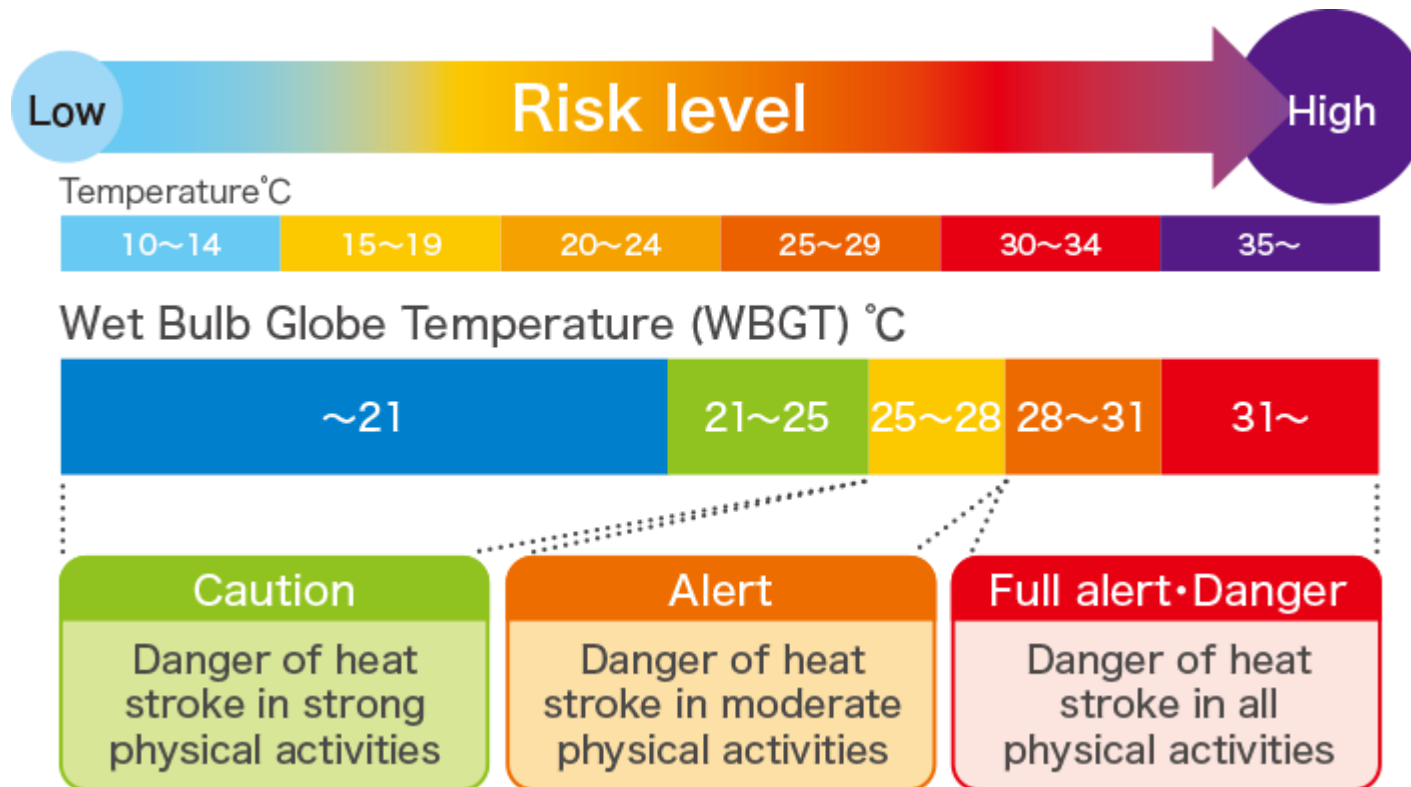 Low
Risk level
High
Temperature℃
10〜14 15〜19 20〜24 25〜29 30〜34 35〜
Wet Bulb Globe Temperature (WBGT) ℃
〜21 21〜25 25〜28 28〜31 31〜
Caution
Danger of heat
stroke in strong
physical activities
Alert
Danger of heat
stroke in moderate
physical activities
Full alert・Danger
Danger of heat
stroke in all
physical activities